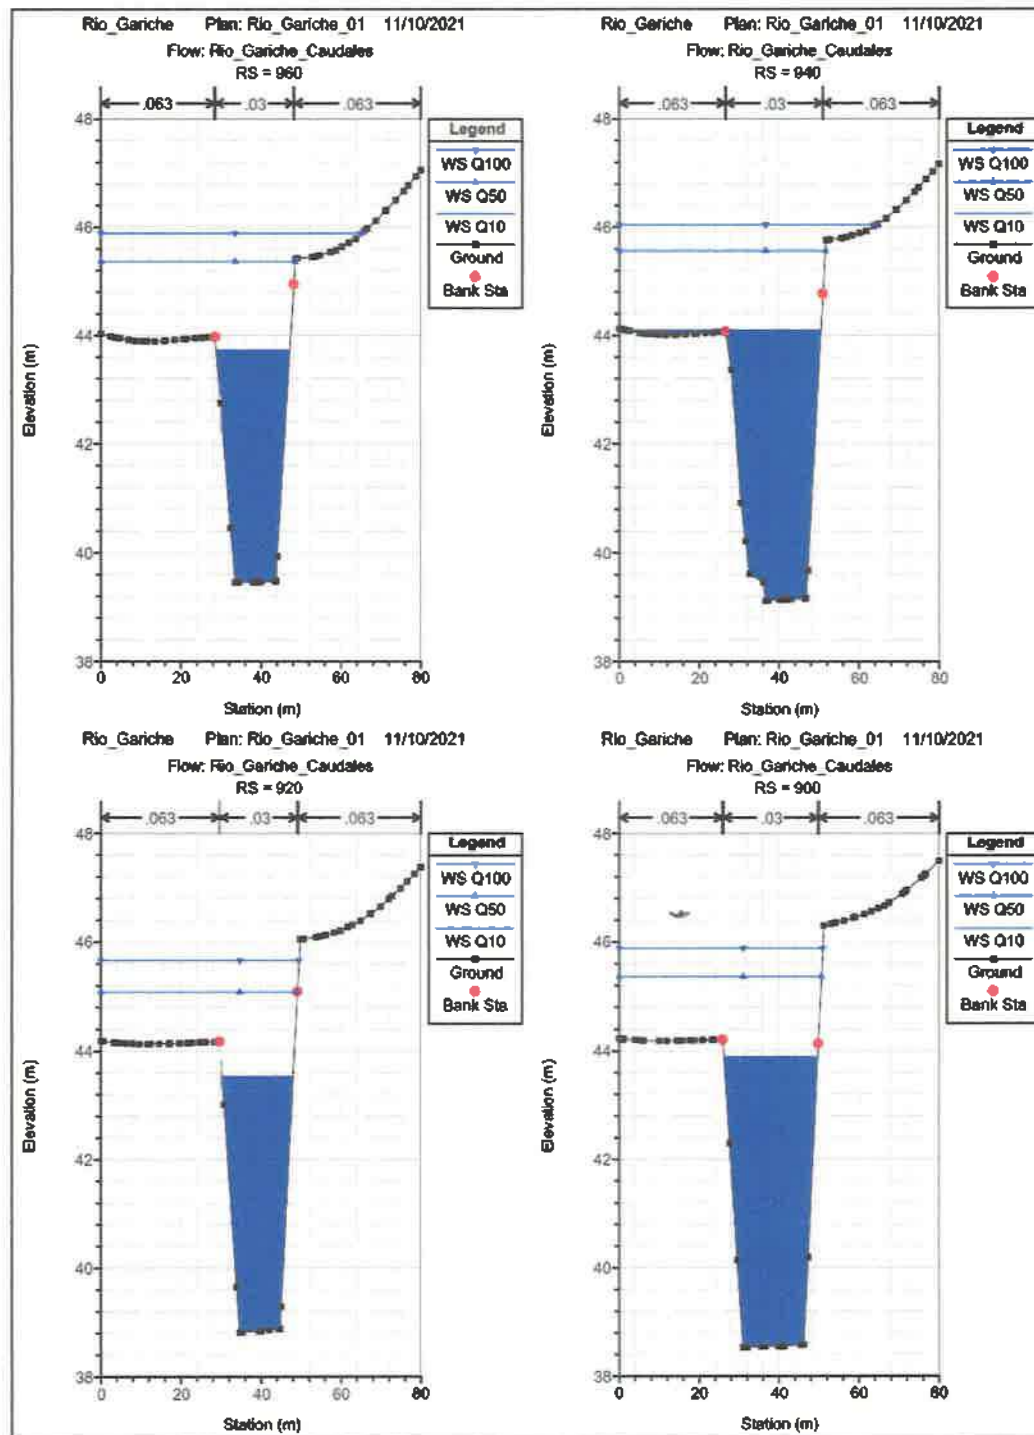 Rio_Gariche Plan: Rio_Gariche_01 11/10/2021
Flow: Rio_Gariche_Caudales
RS = 960
.063 .03 .063
48
46
44
42
40
38
Elevation (m)
0 20 40 60 80
Station (m)
Legend
WS Q100
WS Q50
WS Q10
Ground
Bank Sta
Rio_Gariche Plan: Rio_Gariche_01 11/10/2021
Flow: Rio_Gariche_Caudales
RS = 940
.063 .03 .063
48
46
44
42
40
38
Elevation (m)
0 20 40 60 80
Station (m)
Legend
WS Q100
WS Q50
WS Q10
Ground
Bank Sta
Rio_Gariche Plan: Rio_Gariche_01 11/10/2021
Flow: Rio_Gariche_Caudales
RS = 920
.063 .03 .063
48
46
44
42
40
38
Elevation (m)
0 20 40 60 80
Station (m)
Legend
WS Q100
WS Q50
WS Q10
Ground
Bank Sta
Rio_Gariche Plan: Rio_Gariche_01 11/10/2021
Flow: Rio_Gariche_Caudales
RS = 900
.063 .03 .063
48
46
44
42
40
38
Elevation (m)
0 20 40 60 80
Station (m)
Legend
WS Q100
WS Q50
WS Q10
Ground
Bank Sta